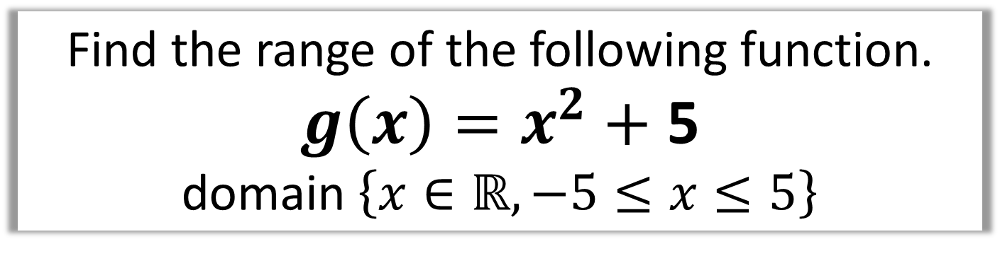 Find the range of the following function.
g(x) = x² + 5
domain {x ∈ ℝ, −5 ≤ x ≤ 5}